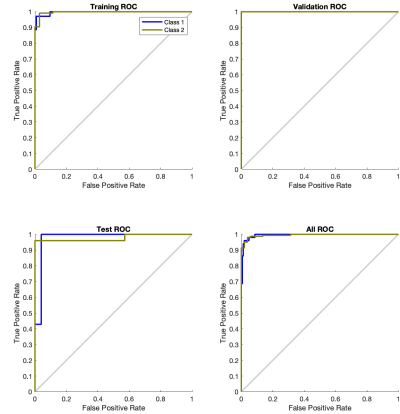 Training ROC
Class 1
Class 2
True Positive Rate
1
0.9
0.8
0.7
0.6
0.5
0.4
0.3
0.2
0.1
0
0 0.2 0.4 0.6 0.8 1
False Positive Rate
Validation ROC
True Positive Rate
1
0.9
0.8
0.7
0.6
0.5
0.4
0.3
0.2
0.1
0
0 0.2 0.4 0.6 0.8 1
False Positive Rate
Test ROC
True Positive Rate
1
0.9
0.8
0.7
0.6
0.5
0.4
0.3
0.2
0.1
0
0 0.2 0.4 0.6 0.8 1
False Positive Rate
All ROC
True Positive Rate
1
0.9
0.8
0.7
0.6
0.5
0.4
0.3
0.2
0.1
0
0 0.2 0.4 0.6 0.8 1
False Positive Rate